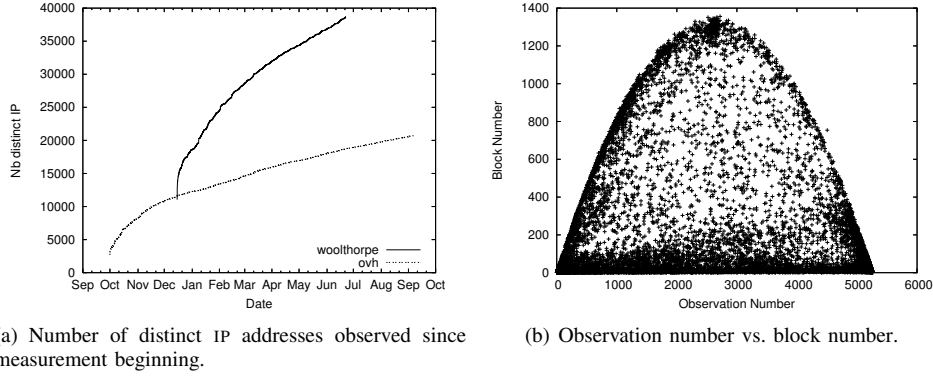 40000
35000
30000
25000
20000
15000
10000
5000
0
Nb distinct IP
Sep Oct Nov Dec Jan Feb Mar Apr May Jun Jul Aug Sep Oct
Date
woolthorpe
ovh
1400
1200
1000
800
600
400
200
0
Block Number
0 1000 2000 3000 4000 5000 6000
Observation Number
a) Number of distinct IP addresses observed since
measurement beginning.
(b) Observation number vs. block number.